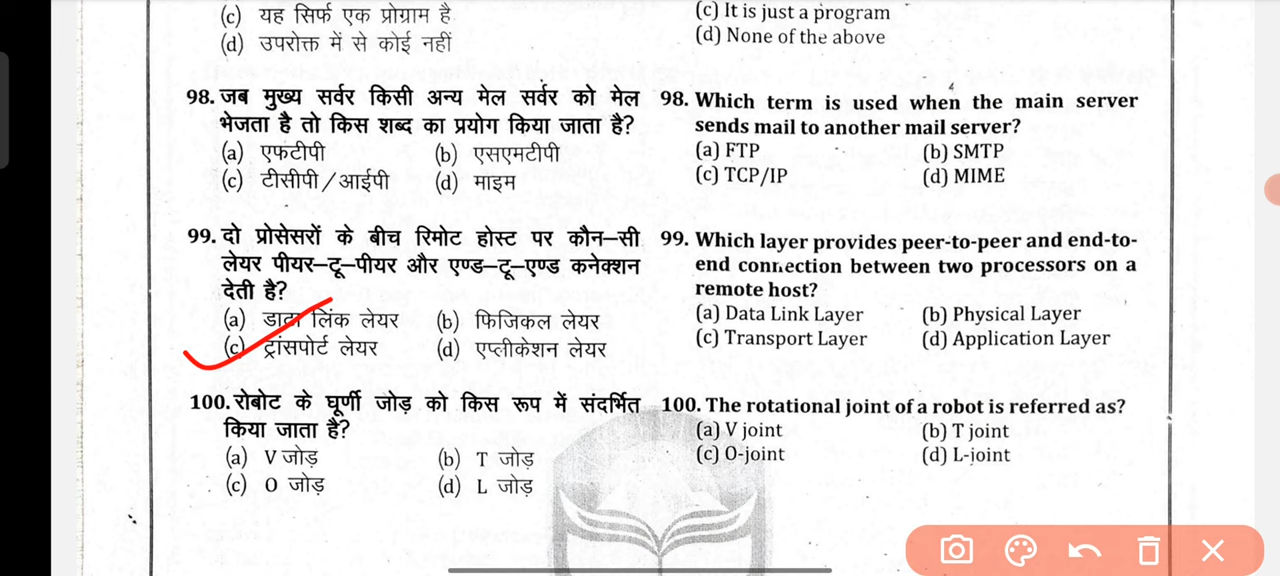 (c) यह सिर्फ एक प्रोग्राम है
(d) उपरोक्त में से कोई नहीं
98. जब मुख्य सर्वर किसी अन्य मेल सर्वर को मेल
भेजता है तो किस शब्द का प्रयोग किया जाता है?
(a) एफटीपी (b) एसएमटीपी
(c) टीसीपी/आईपी (d) माइम
99. दो प्रोसेसरों के बीच रिमोट होस्ट पर कौन–सी
लेयर पीयर–टू–पीयर और एण्ड–टू–एण्ड कनेक्शन
देती है?
(a) डाटा लिंक लेयर (b) फिजिकल लेयर
(c) ट्रांसपोर्ट लेयर (d) एप्लीकेशन लेयर
100. रोबोट के घूर्णी जोड़ को किस रूप में संदर्भित
किया जाता है?
(a) V जोड़ (b) T जोड़
(c) O जोड़ (d) L जोड़
(c) It is just a program
(d) None of the above
98. Which term is used when the main server
sends mail to another mail server?
(a) FTP (b) SMTP
(c) TCP/IP (d) MIME
99. Which layer provides peer-to-peer and end-to-
end connection between two processors on a
remote host?
(a) Data Link Layer (b) Physical Layer
(c) Transport Layer (d) Application Layer
100. The rotational joint of a robot is referred as?
(a) V joint (b) T joint
(c) O-joint (d) L-joint